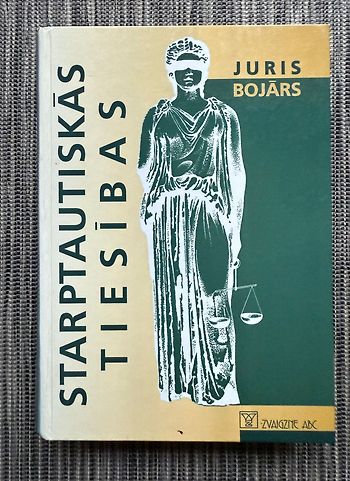 STARPTAUTISKĀS
TIESĪBAS
JURIS
BOJĀRS
ZVAIGZNE ABC